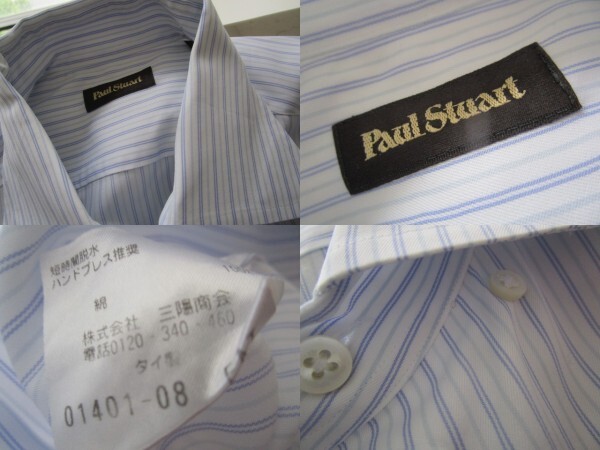 Paul Stuart
Paul Stuart
短時間脱水
ハンドプレス推奨
綿
株式会社 三陽商会
電話0120・340・460
タイ製
01401-08